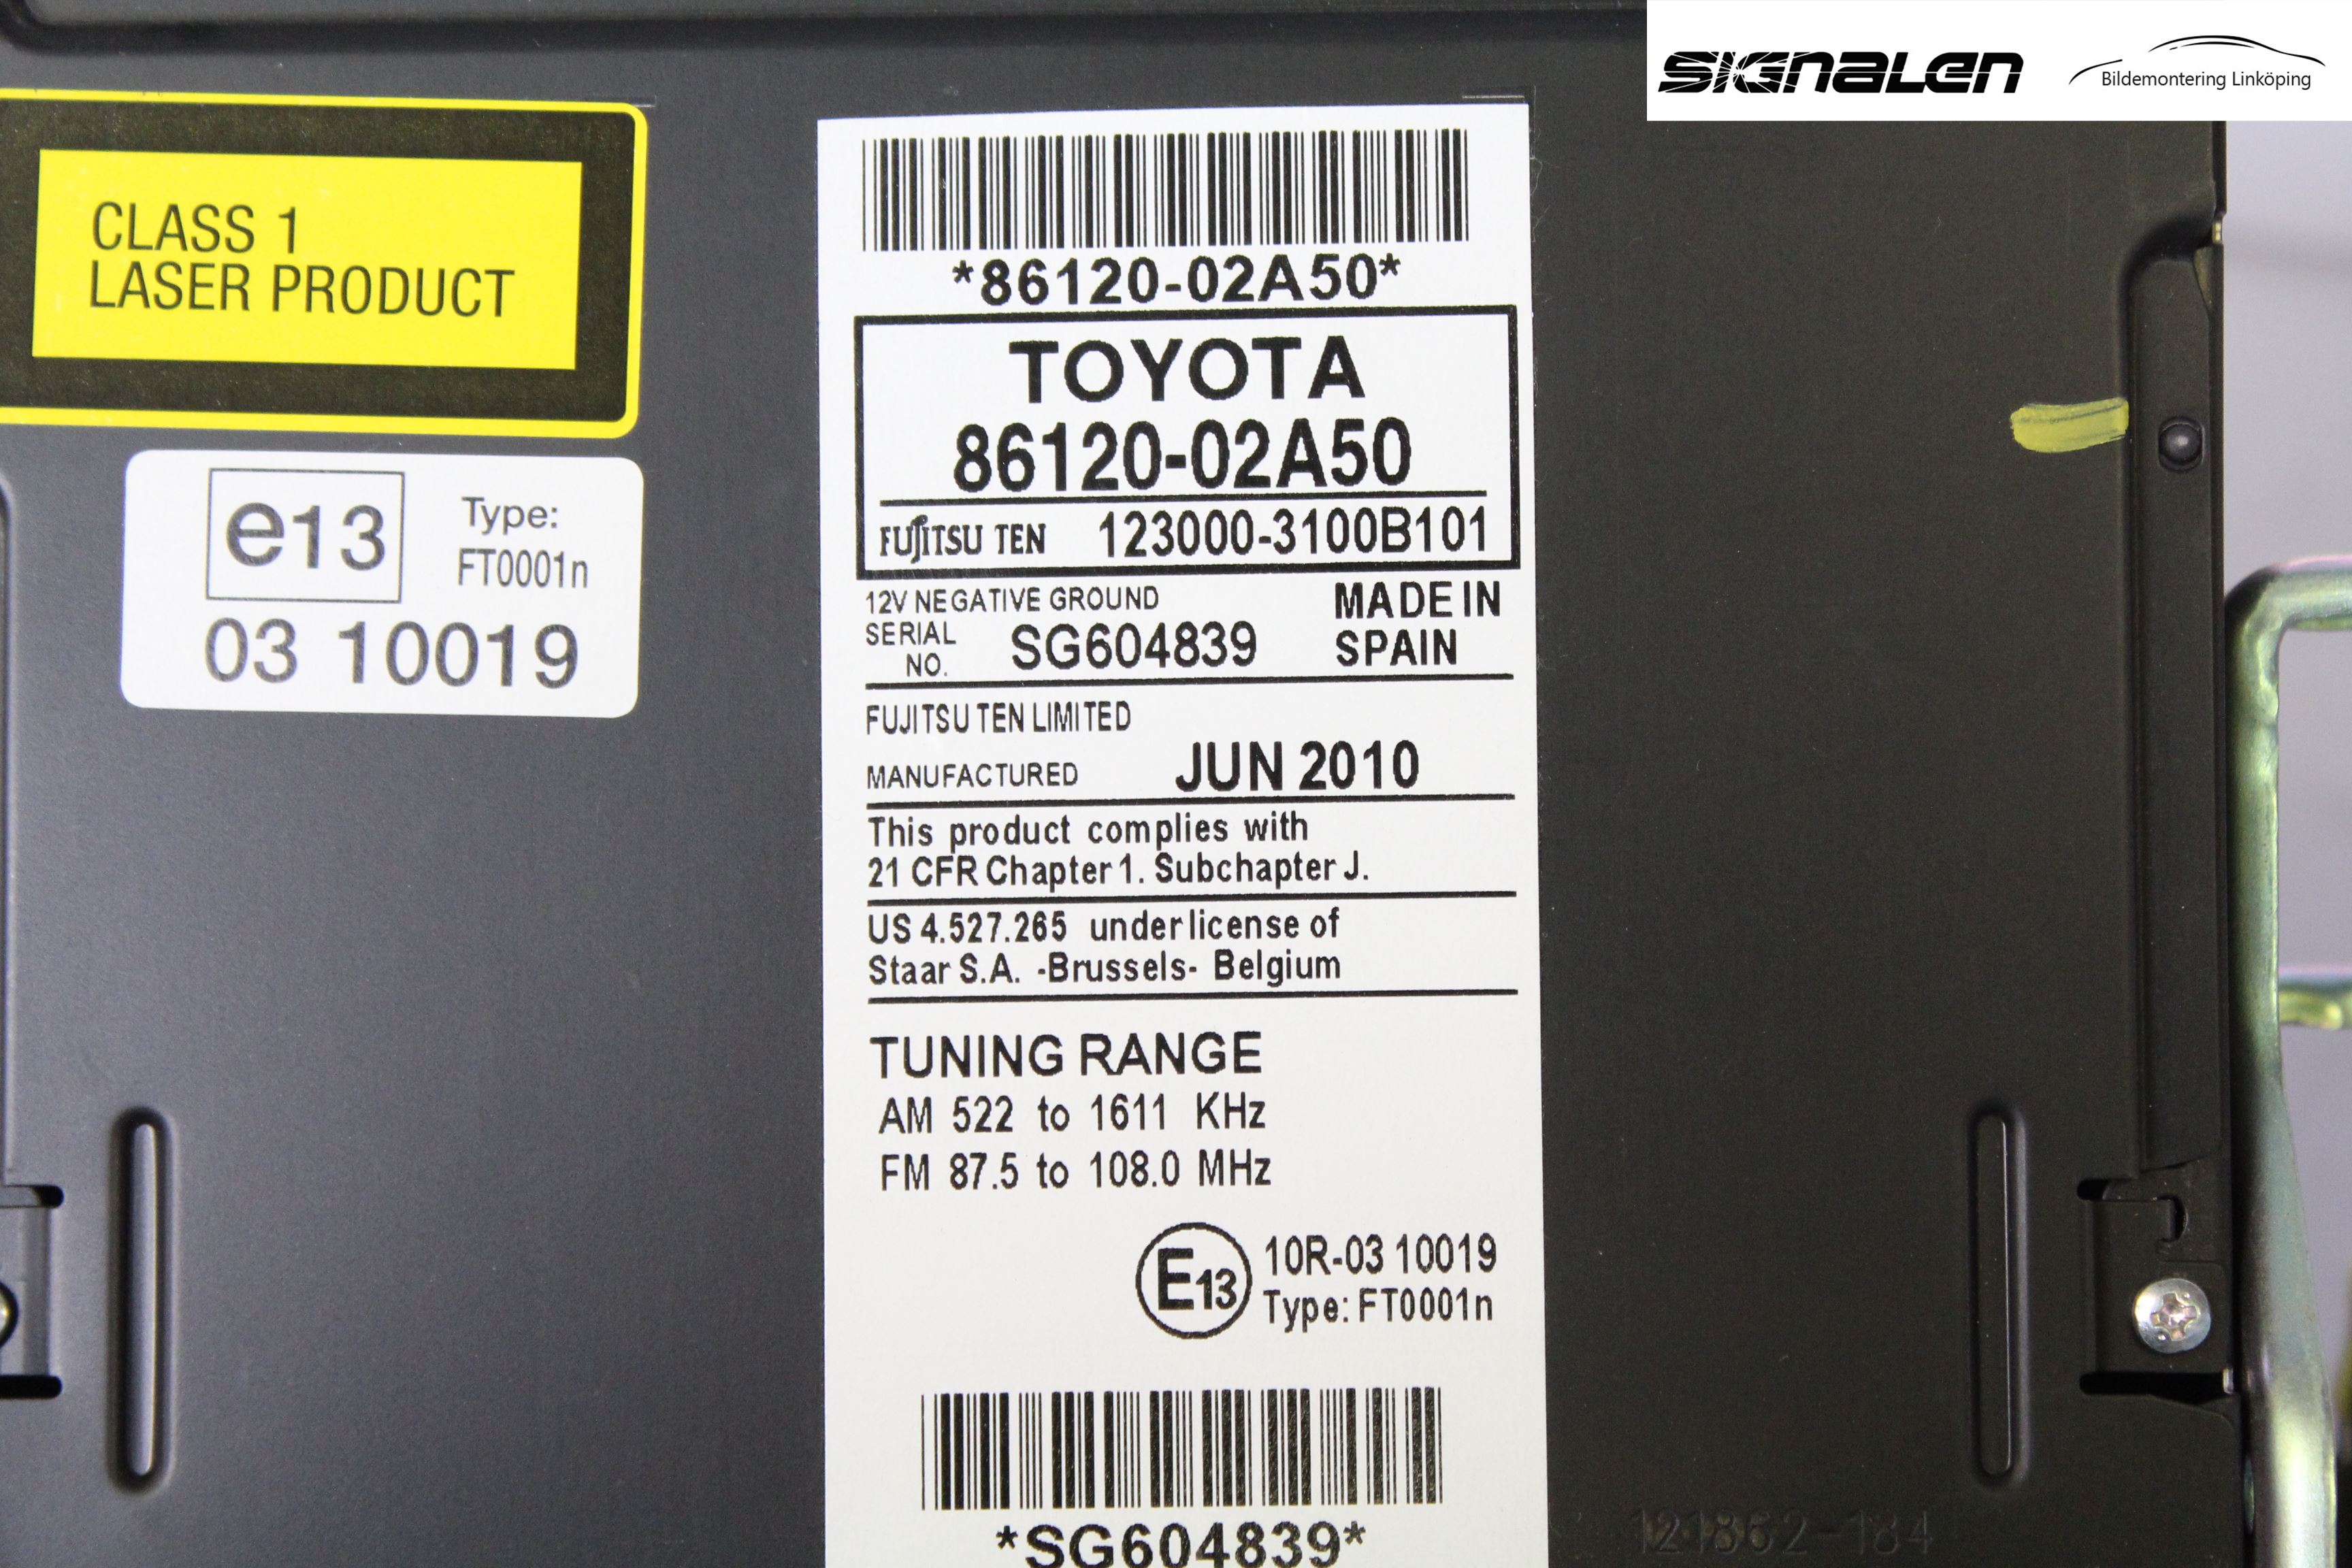 SIGNALEN
Bildemontering Linköping
CLASS 1
LASER PRODUCT
e13
Type:
FT0001n
03 10019
*86120-02A50*
TOYOTA
86120-02A50
FUJITSU TEN 123000-3100B101
12V NEGATIVE GROUND
MADE IN
SPAIN
SERIAL
NO.
SG604839
FUJITSU TEN LIMITED
MANUFACTURED JUN 2010
This product complies with
21 CFR Chapter 1. Subchapter J.
US 4.527.265 under license of
Staar S.A. -Brussels- Belgium
TUNING RANGE
AM 522 to 1611 KHz
FM 87.5 to 108.0 MHz
E13
10R-03 10019
Type: FT0001n
*SG604839*
121862-184